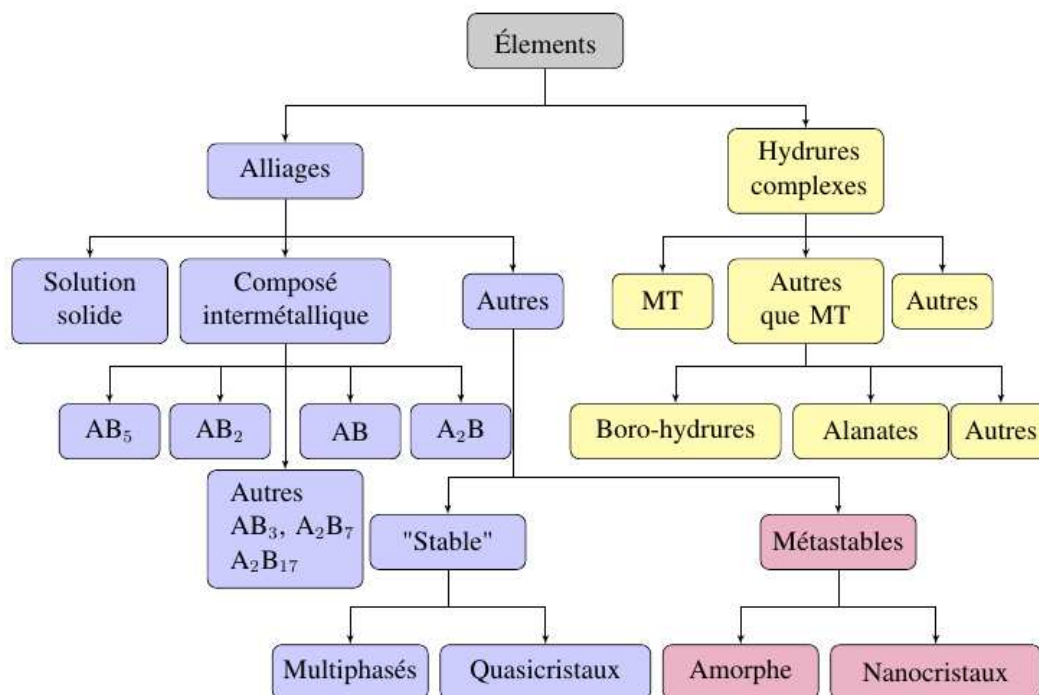 Élements
Alliages
Hydrures
complexes
Solution
solide
Composé
intermétallique
Autres
MT
Autres
que MT
Autres
AB₅
AB₂
AB
A₂B
Boro-hydrures
Alanates
Autres
Autres
AB₃, A₂B₇
A₂B₁₇
"Stable"
Métastables
Multiphasés
Quasicristaux
Amorphe
Nanocristaux